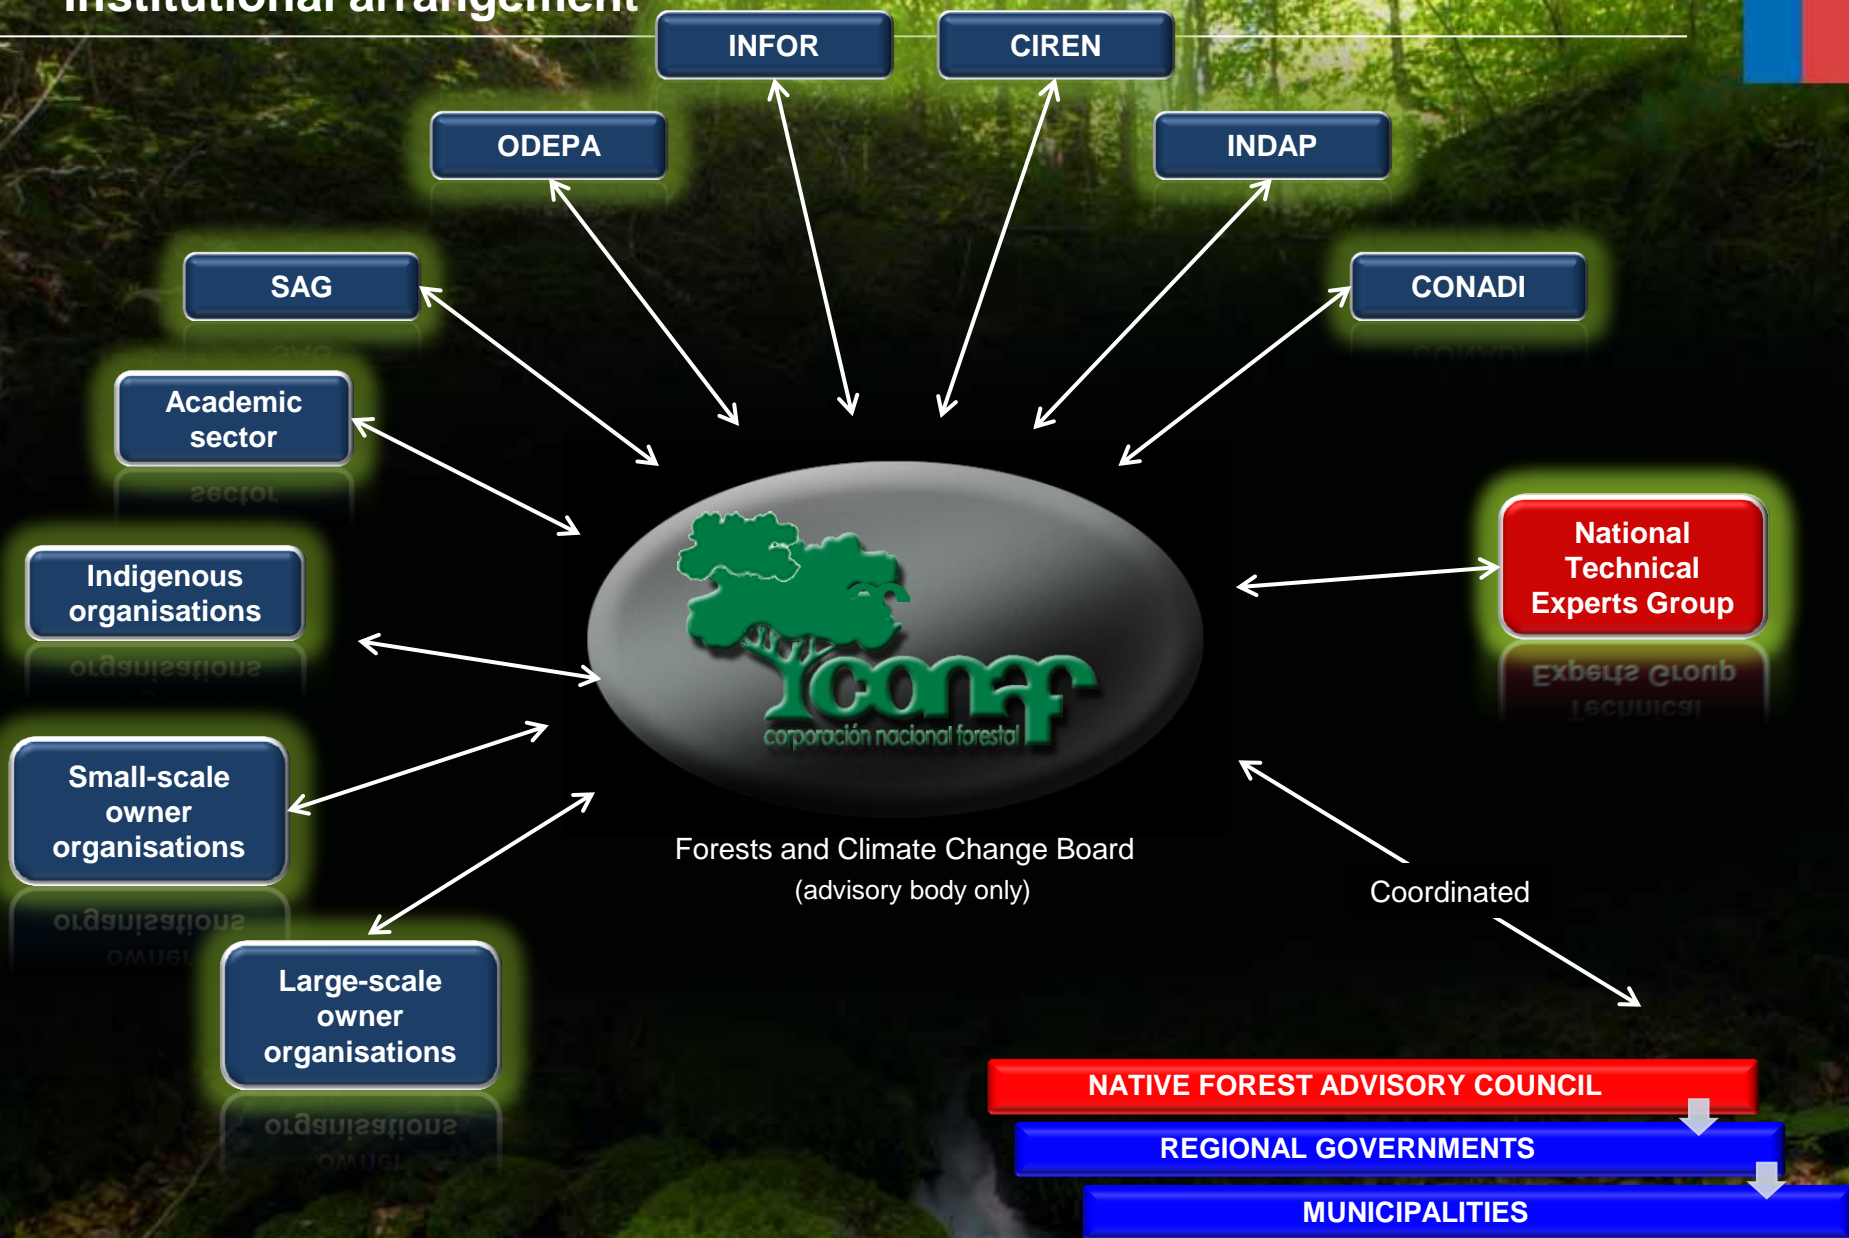 Institutional arrangement
INFOR
CIREN
ODEPA
INDAP
SAG
CONADI
Academic
sector
National
Technical
Experts Group
Indigenous
organisations
conaf
corporación nacional forestal
Small-scale
owner
organisations
Forests and Climate Change Board
(advisory body only)
Coordinated
Large-scale
owner
organisations
NATIVE FOREST ADVISORY COUNCIL
REGIONAL GOVERNMENTS
MUNICIPALITIES